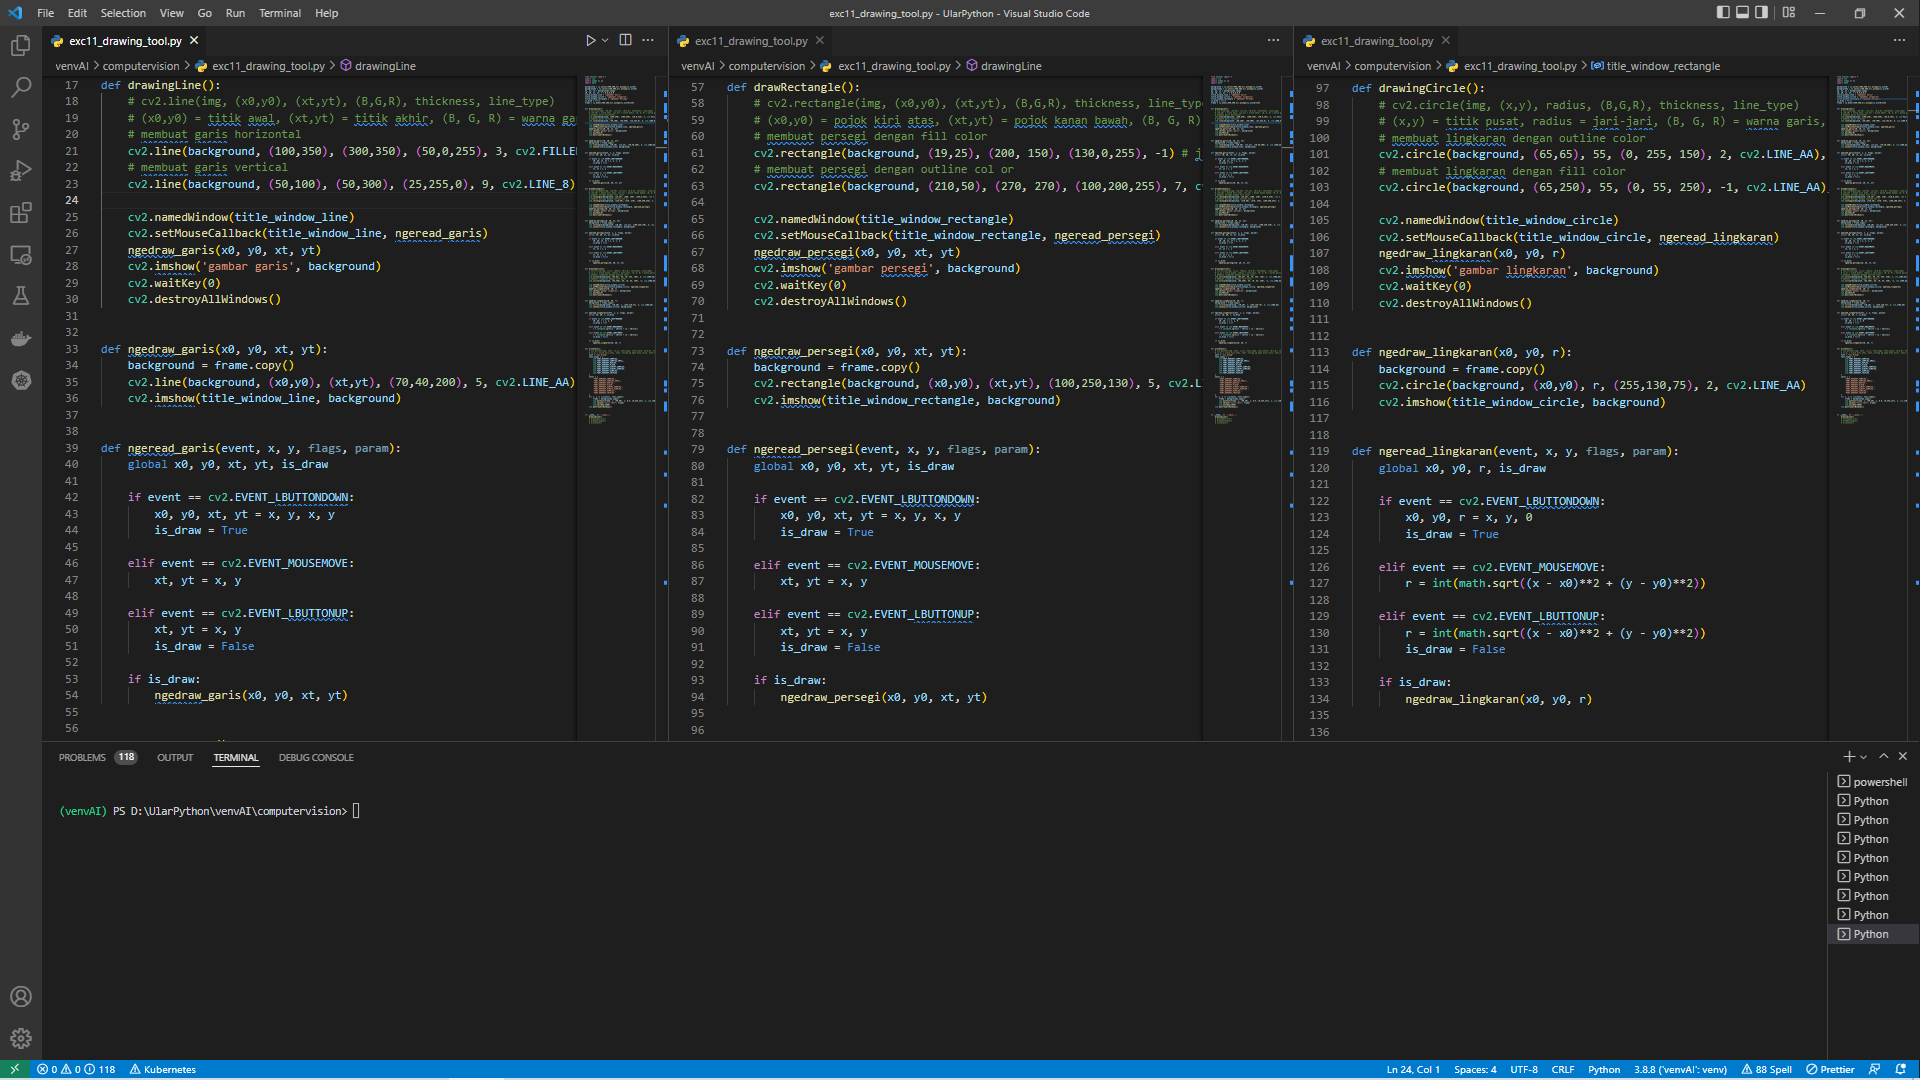 File Edit Selection View Go Run Terminal Help
exc11_drawing_tool.py - UlarPython - Visual Studio Code
exc11_drawing_tool.py
venvAI > computervision > exc11_drawing_tool.py > drawingLine
17 def drawingLine():
18 # cv2.line(img, (x0,y0), (xt,yt), (B,G,R), thickness, line_type)
19 # (x0,y0) = titik awal, (xt,yt) = titik akhir, (B, G, R) = warna ga
20 # membuat garis horizontal
21 cv2.line(background, (100,350), (300,350), (50,0,255), 3, cv2.FILLE
22 # membuat garis vertical
23 cv2.line(background, (50,100), (50,300), (25,255,0), 9, cv2.LINE_8)
24
25 cv2.namedWindow(title_window_line)
26 cv2.setMouseCallback(title_window_line, ngeread_garis)
27 ngedraw_garis(x0, y0, xt, yt)
28 cv2.imshow('gambar garis', background)
29 cv2.waitKey(0)
30 cv2.destroyAllWindows()
31
32
33 def ngedraw_garis(x0, y0, xt, yt):
34 background = frame.copy()
35 cv2.line(background, (x0,y0), (xt,yt), (70,40,200), 5, cv2.LINE_AA)
36 cv2.imshow(title_window_line, background)
37
38
39 def ngeread_garis(event, x, y, flags, param):
40 global x0, y0, xt, yt, is_draw
41
42 if event == cv2.EVENT_LBUTTONDOWN:
43 x0, y0, xt, yt = x, y, x, y
44 is_draw = True
45
46 elif event == cv2.EVENT_MOUSEMOVE:
47 xt, yt = x, y
48
49 elif event == cv2.EVENT_LBUTTONUP:
50 xt, yt = x, y
51 is_draw = False
52
53 if is_draw:
54 ngedraw_garis(x0, y0, xt, yt)
55
56
exc11_drawing_tool.py
venvAI > computervision > exc11_drawing_tool.py > drawingLine
57 def drawRectangle():
58 # cv2.rectangle(img, (x0,y0), (xt,yt), (B,G,R), thickness, line_typ
59 # (x0,y0) = pojok kiri atas, (xt,yt) = pojok kanan bawah, (B, G, R)
60 # membuat persegi dengan fill color
61 cv2.rectangle(background, (19,25), (200, 150), (130,0,255), -1) # j
62 # membuat persegi dengan outline col or
63 cv2.rectangle(background, (210,50), (270, 270), (100,200,255), 7, c
64
65 cv2.namedWindow(title_window_rectangle)
66 cv2.setMouseCallback(title_window_rectangle, ngeread_persegi)
67 ngedraw_persegi(x0, y0, xt, yt)
68 cv2.imshow('gambar persegi', background)
69 cv2.waitKey(0)
70 cv2.destroyAllWindows()
71
72
73 def ngedraw_persegi(x0, y0, xt, yt):
74 background = frame.copy()
75 cv2.rectangle(background, (x0,y0), (xt,yt), (100,250,130), 5, cv2.L
76 cv2.imshow(title_window_rectangle, background)
77
78
79 def ngeread_persegi(event, x, y, flags, param):
80 global x0, y0, xt, yt, is_draw
81
82 if event == cv2.EVENT_LBUTTONDOWN:
83 x0, y0, xt, yt = x, y, x, y
84 is_draw = True
85
86 elif event == cv2.EVENT_MOUSEMOVE:
87 xt, yt = x, y
88
89 elif event == cv2.EVENT_LBUTTONUP:
90 xt, yt = x, y
91 is_draw = False
92
93 if is_draw:
94 ngedraw_persegi(x0, y0, xt, yt)
95
96
exc11_drawing_tool.py
venvAI > computervision > exc11_drawing_tool.py > title_window_rectangle
97 def drawingCircle():
98 # cv2.circle(img, (x,y), radius, (B,G,R), thickness, line_type)
99 # (x,y) = titik pusat, radius = jari-jari, (B, G, R) = warna garis,
100 # membuat lingkaran dengan outline color
101 cv2.circle(background, (65,65), 55, (0, 255, 150), 2, cv2.LINE_AA),
102 # membuat lingkaran dengan fill color
103 cv2.circle(background, (65,250), 55, (0, 55, 250), -1, cv2.LINE_AA)
104
105 cv2.namedWindow(title_window_circle)
106 cv2.setMouseCallback(title_window_circle, ngeread_lingkaran)
107 ngedraw_lingkaran(x0, y0, r)
108 cv2.imshow('gambar lingkaran', background)
109 cv2.waitKey(0)
110 cv2.destroyAllWindows()
111
112
113 def ngedraw_lingkaran(x0, y0, r):
114 background = frame.copy()
115 cv2.circle(background, (x0,y0), r, (255,130,75), 2, cv2.LINE_AA)
116 cv2.imshow(title_window_circle, background)
117
118
119 def ngeread_lingkaran(event, x, y, flags, param):
120 global x0, y0, r, is_draw
121
122 if event == cv2.EVENT_LBUTTONDOWN:
123 x0, y0, r = x, y, 0
124 is_draw = True
125
126 elif event == cv2.EVENT_MOUSEMOVE:
127 r = int(math.sqrt((x - x0)**2 + (y - y0)**2))
128
129 elif event == cv2.EVENT_LBUTTONUP:
130 r = int(math.sqrt((x - x0)**2 + (y - y0)**2))
131 is_draw = False
132
133 if is_draw:
134 ngedraw_lingkaran(x0, y0, r)
135
136
PROBLEMS 118 OUTPUT TERMINAL DEBUG CONSOLE
(venvAI) PS D:\UlarPython\venvAI\computervision>
powershell
Python
Python
Python
Python
Python
Python
Python
Python
0 0 118 Kubernetes
Ln 24, Col 1 Spaces: 4 UTF-8 CRLF Python 3.8.8 ('venvAI': venv) 88 Spell Prettier